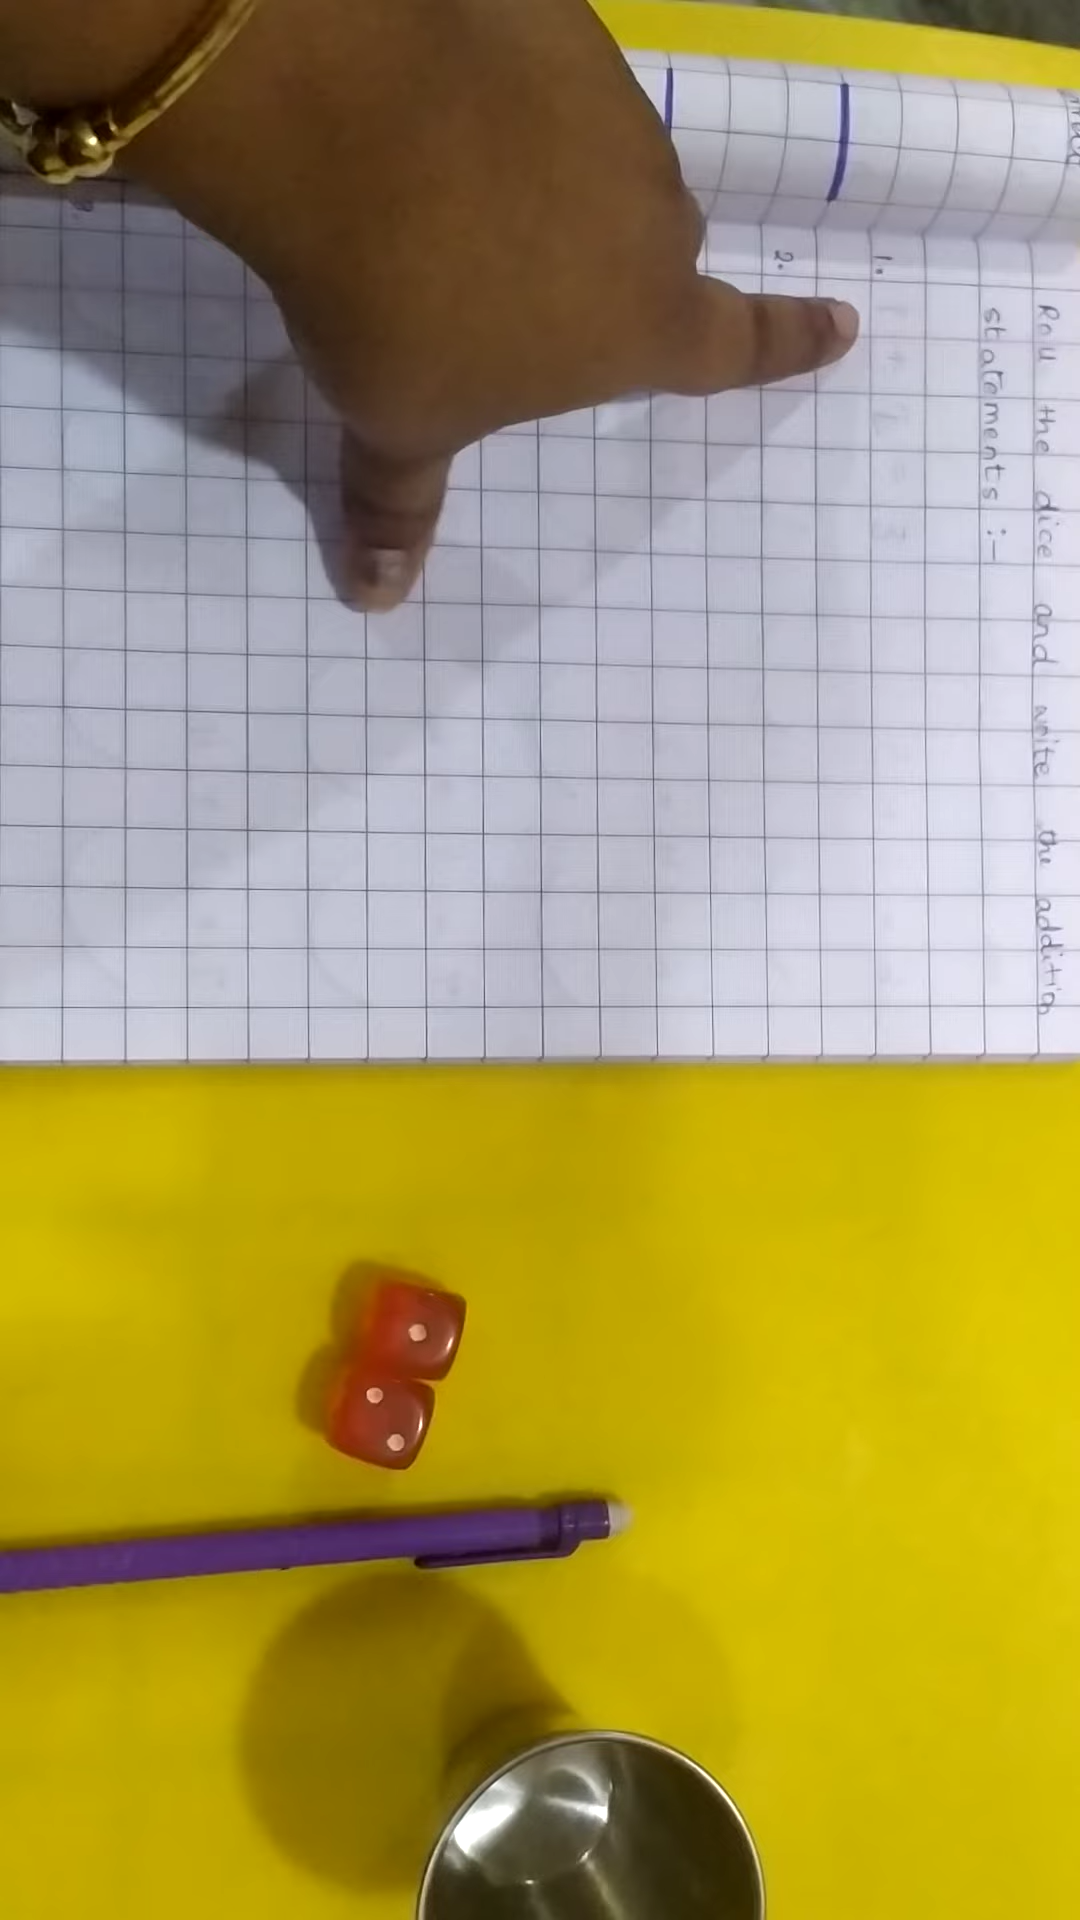 Roll the dice and write the addition
statements :-
1.
2.